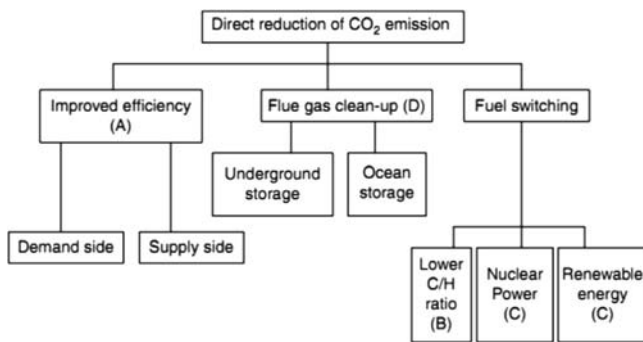 Direct reduction of CO₂ emission
Improved efficiency
(A)
Flue gas clean-up (D)
Fuel switching
Underground
storage
Ocean
storage
Demand side
Supply side
Lower
C/H
ratio
(B)
Nuclear
Power
(C)
Renewable
energy
(C)